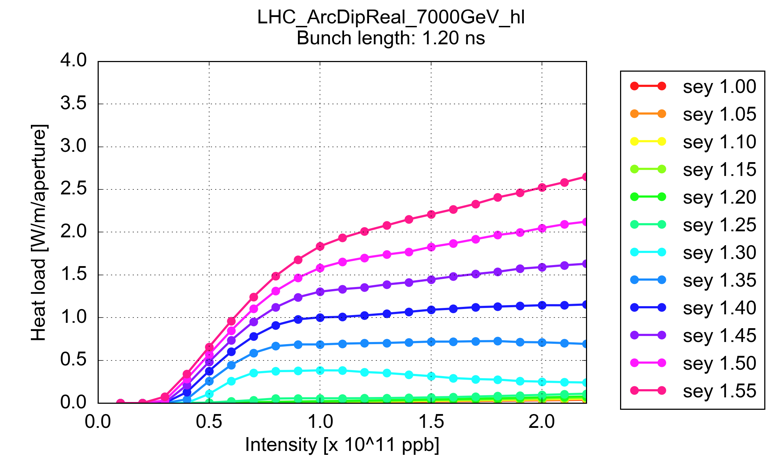 LHC_ArcDipReal_7000GeV_hl
Bunch length: 1.20 ns
Heat load [W/m/aperture]
4.0
3.5
3.0
2.5
2.0
1.5
1.0
0.5
0.0
0.0 0.5 1.0 1.5 2.0
Intensity [x 10^11 ppb]
sey 1.00
sey 1.05
sey 1.10
sey 1.15
sey 1.20
sey 1.25
sey 1.30
sey 1.35
sey 1.40
sey 1.45
sey 1.50
sey 1.55